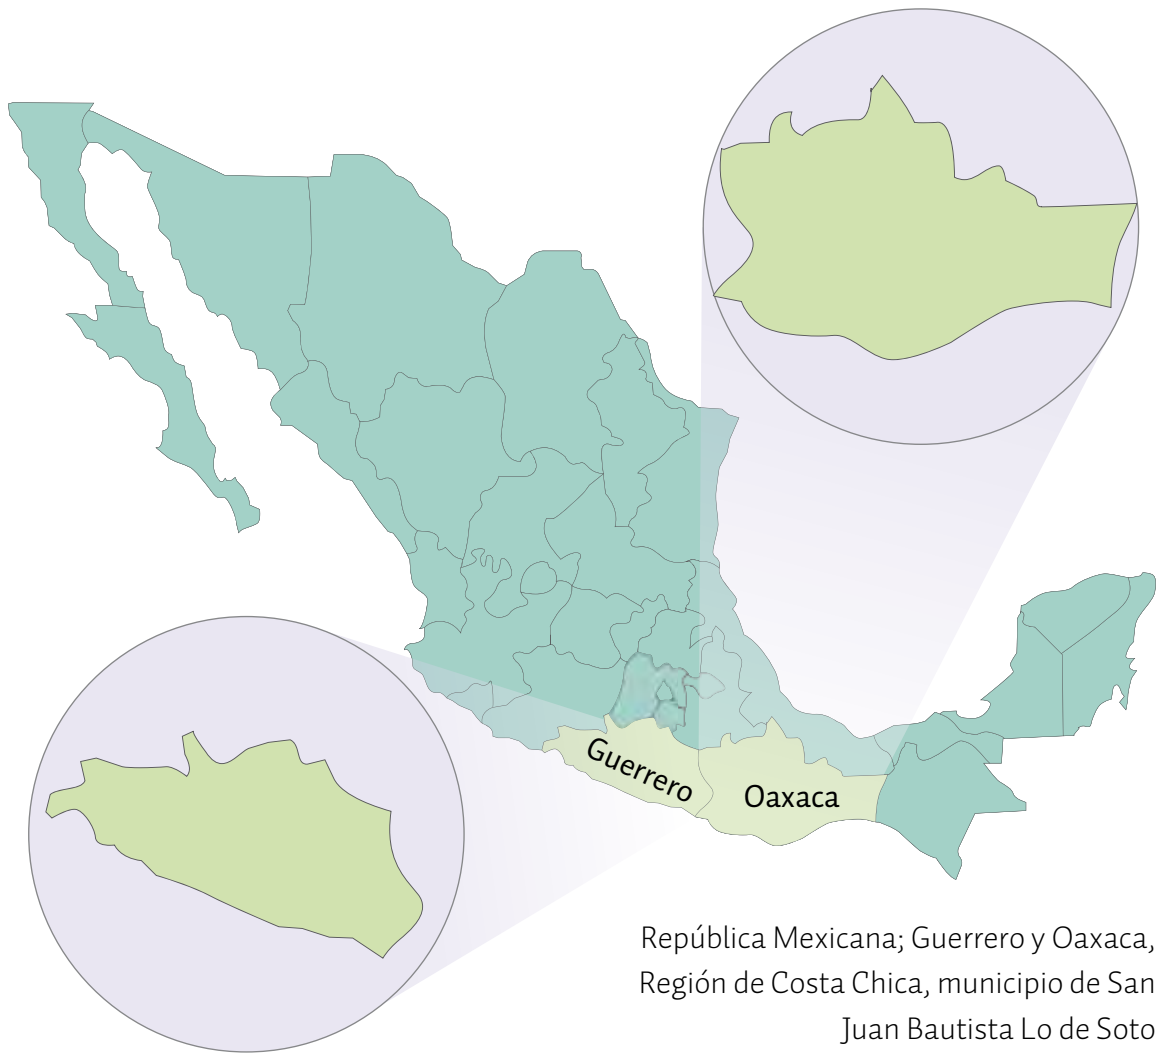 Guerrero
Oaxaca
República Mexicana; Guerrero y Oaxaca,
Región de Costa Chica, municipio de San
Juan Bautista Lo de Soto